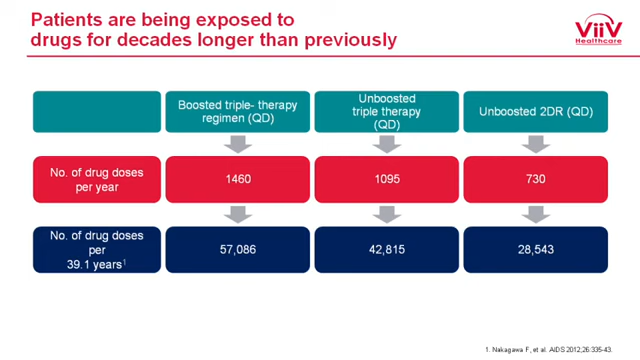 Patients are being exposed to
drugs for decades longer than previously
ViiV
Healthcare
Boosted triple- therapy
regimen (QD)
Unboosted
triple therapy
(QD)
Unboosted 2DR (QD)
No. of drug doses
per year
1460
1095
730
No. of drug doses
per
39.1 years¹
57,086
42,815
28,543
1. Nakagawa F, et al. AIDS 2012;26:335-43.